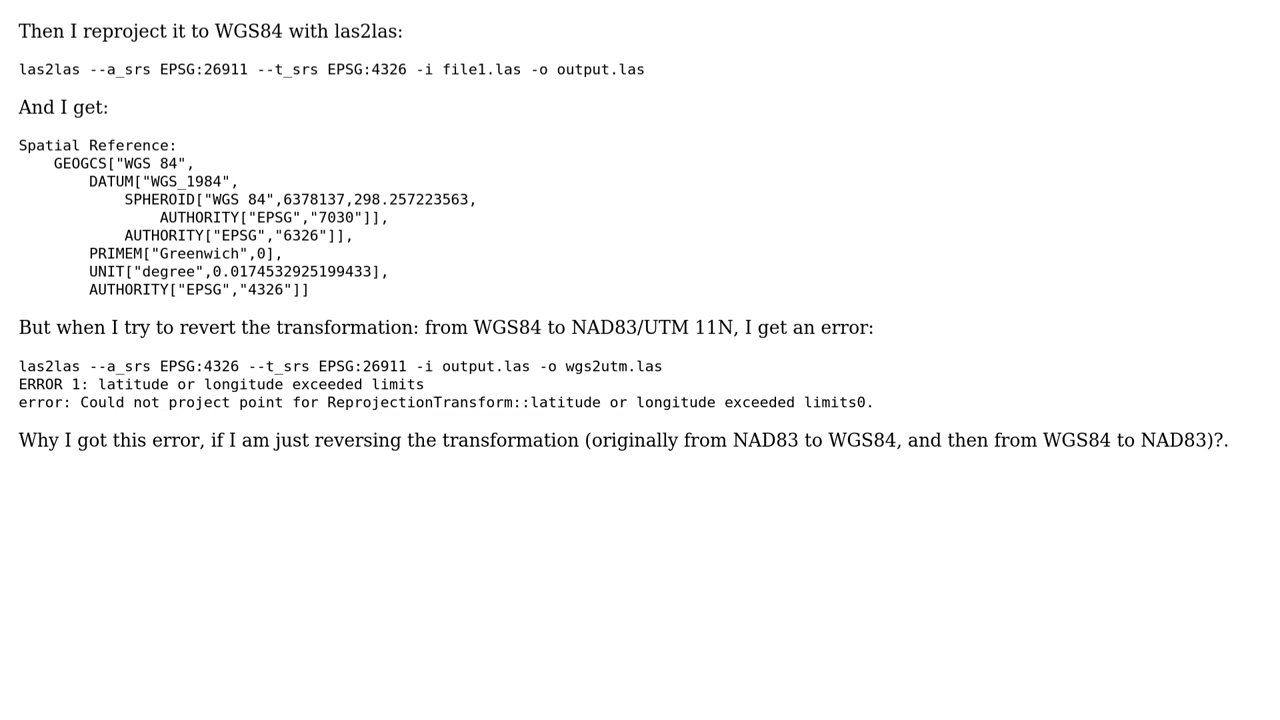 Then I reproject it to WGS84 with las2las:
las2las --a_srs EPSG:26911 --t_srs EPSG:4326 -i file1.las -o output.las
And I get:
Spatial Reference:
    GEOGCS["WGS 84",
        DATUM["WGS_1984",
            SPHEROID["WGS 84",6378137,298.257223563,
                AUTHORITY["EPSG","7030"]],
            AUTHORITY["EPSG","6326"]],
        PRIMEM["Greenwich",0],
        UNIT["degree",0.0174532925199433],
        AUTHORITY["EPSG","4326"]]
But when I try to revert the transformation: from WGS84 to NAD83/UTM 11N, I get an error:
las2las --a_srs EPSG:4326 --t_srs EPSG:26911 -i output.las -o wgs2utm.las
ERROR 1: latitude or longitude exceeded limits
error: Could not project point for ReprojectionTransform::latitude or longitude exceeded limits0.
Why I got this error, if I am just reversing the transformation (originally from NAD83 to WGS84, and then from WGS84 to NAD83)?.